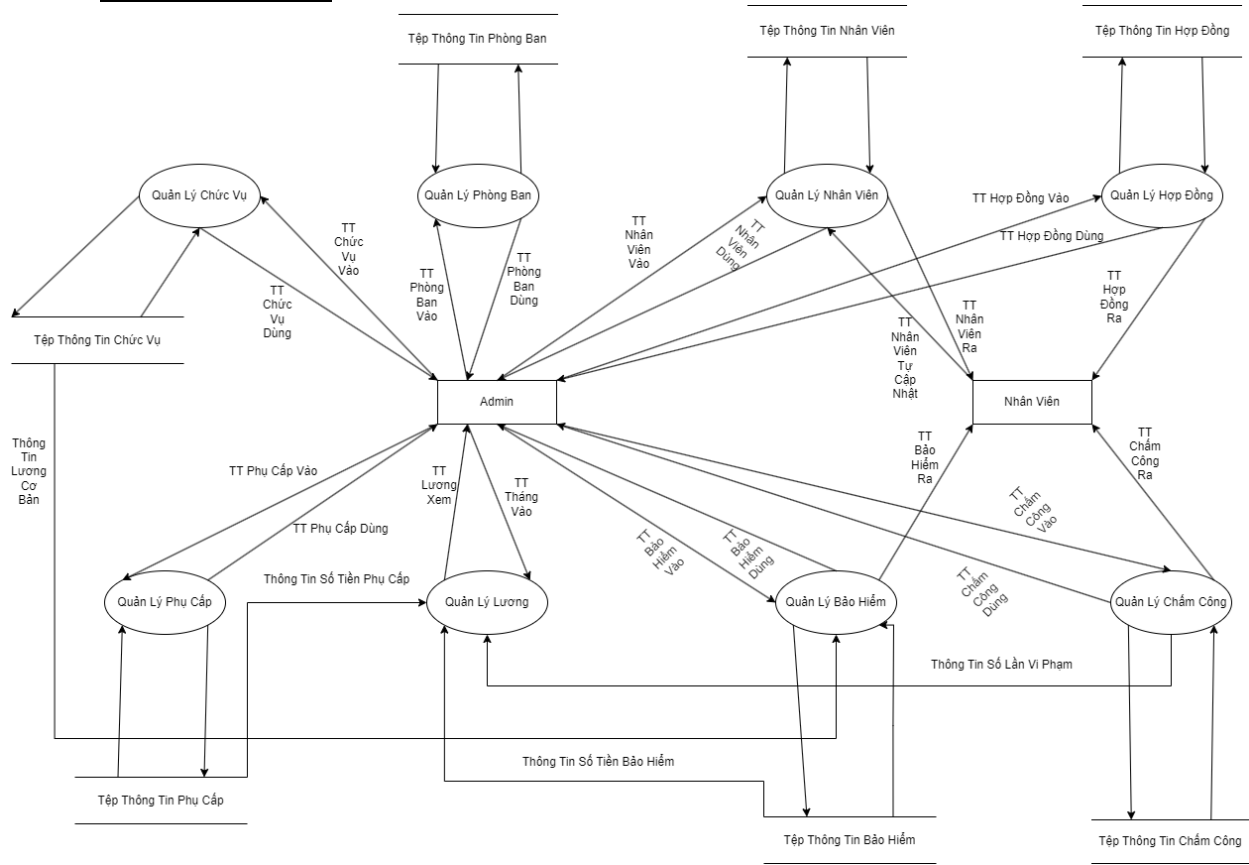 Tệp Thông Tin Phòng Ban
Tệp Thông Tin Nhân Viên
Tệp Thông Tin Hợp Đồng
Quản Lý Chức Vụ
Quản Lý Phòng Ban
Quản Lý Nhân Viên
Quản Lý Hợp Đồng
TT
Chức
Vụ
Vào
TT
Chức
Vụ
Dùng
TT
Phòng
Ban
Vào
TT
Phòng
Ban
Dùng
TT
Nhân
Viên
Vào
TT
Nhân
Viên
Dùng
TT Hợp Đồng Vào
TT Hợp Đồng Dùng
TT
Hợp
Đồng
Ra
TT
Nhân
Viên
Tự
Cập
Nhật
TT
Nhân
Viên
Ra
Tệp Thông Tin Chức Vụ
Admin
Nhân Viên
Thông
Tin
Lương
Cơ
Bản
TT Phụ Cấp Vào
TT Phụ Cấp Dùng
TT
Lương
Xem
TT
Tháng
Vào
TT
Bảo
Hiểm
Vào
TT
Bảo
Hiểm
Dùng
TT
Bảo
Hiểm
Ra
TT
Chấm
Công
Vào
TT
Chấm
Công
Dùng
TT
Chấm
Công
Ra
Thông Tin Số Tiền Phụ Cấp
Quản Lý Phụ Cấp
Quản Lý Lương
Quản Lý Bảo Hiểm
Quản Lý Chấm Công
Thông Tin Số Lần Vi Phạm
Thông Tin Số Tiền Bảo Hiểm
Tệp Thông Tin Phụ Cấp
Tệp Thông Tin Bảo Hiểm
Tệp Thông Tin Chấm Công